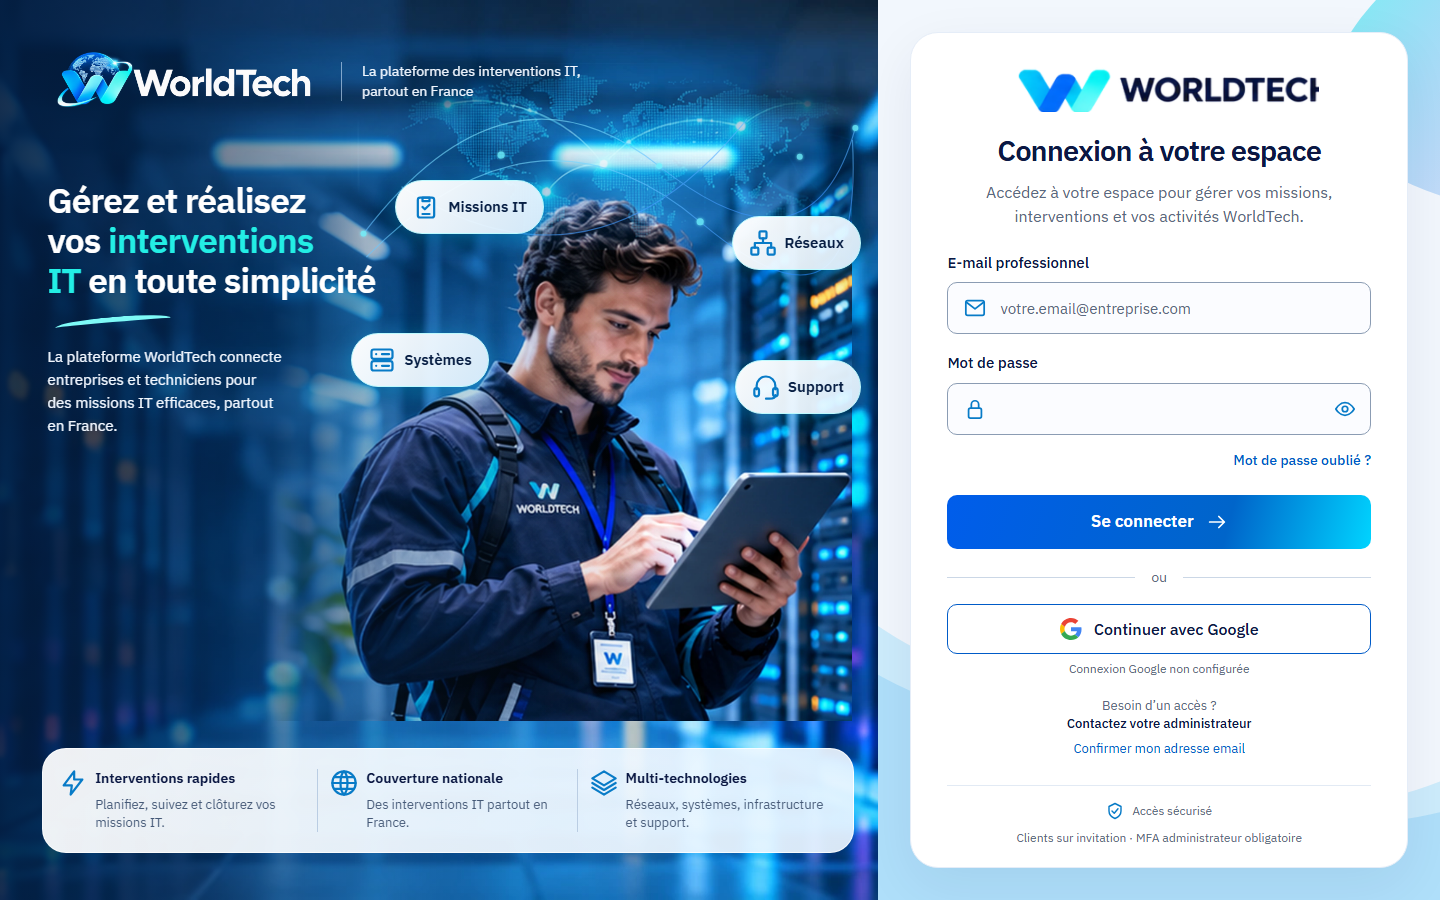 WorldTech
La plateforme des interventions IT,
partout en France
Gérez et réalisez
vos interventions
IT en toute simplicité
La plateforme WorldTech connecte
entreprises et techniciens pour
des missions IT efficaces, partout
en France.
Missions IT
Réseaux
Systèmes
Support
W
WORLDTECH
W
Interventions rapides
Planifiez, suivez et clôturez vos
missions IT.
Couverture nationale
Des interventions IT partout en
France.
Multi-technologies
Réseaux, systèmes, infrastructure
et support.
WORLDTECH
Connexion à votre espace
Accédez à votre espace pour gérer vos missions,
interventions et vos activités WorldTech.
E-mail professionnel
votre.email@entreprise.com
Mot de passe
Mot de passe oublié ?
Se connecter
ou
Continuer avec Google
Connexion Google non configurée
Besoin d'un accès ?
Contactez votre administrateur
Confirmer mon adresse email
Accès sécurisé
Clients sur invitation · MFA administrateur obligatoire